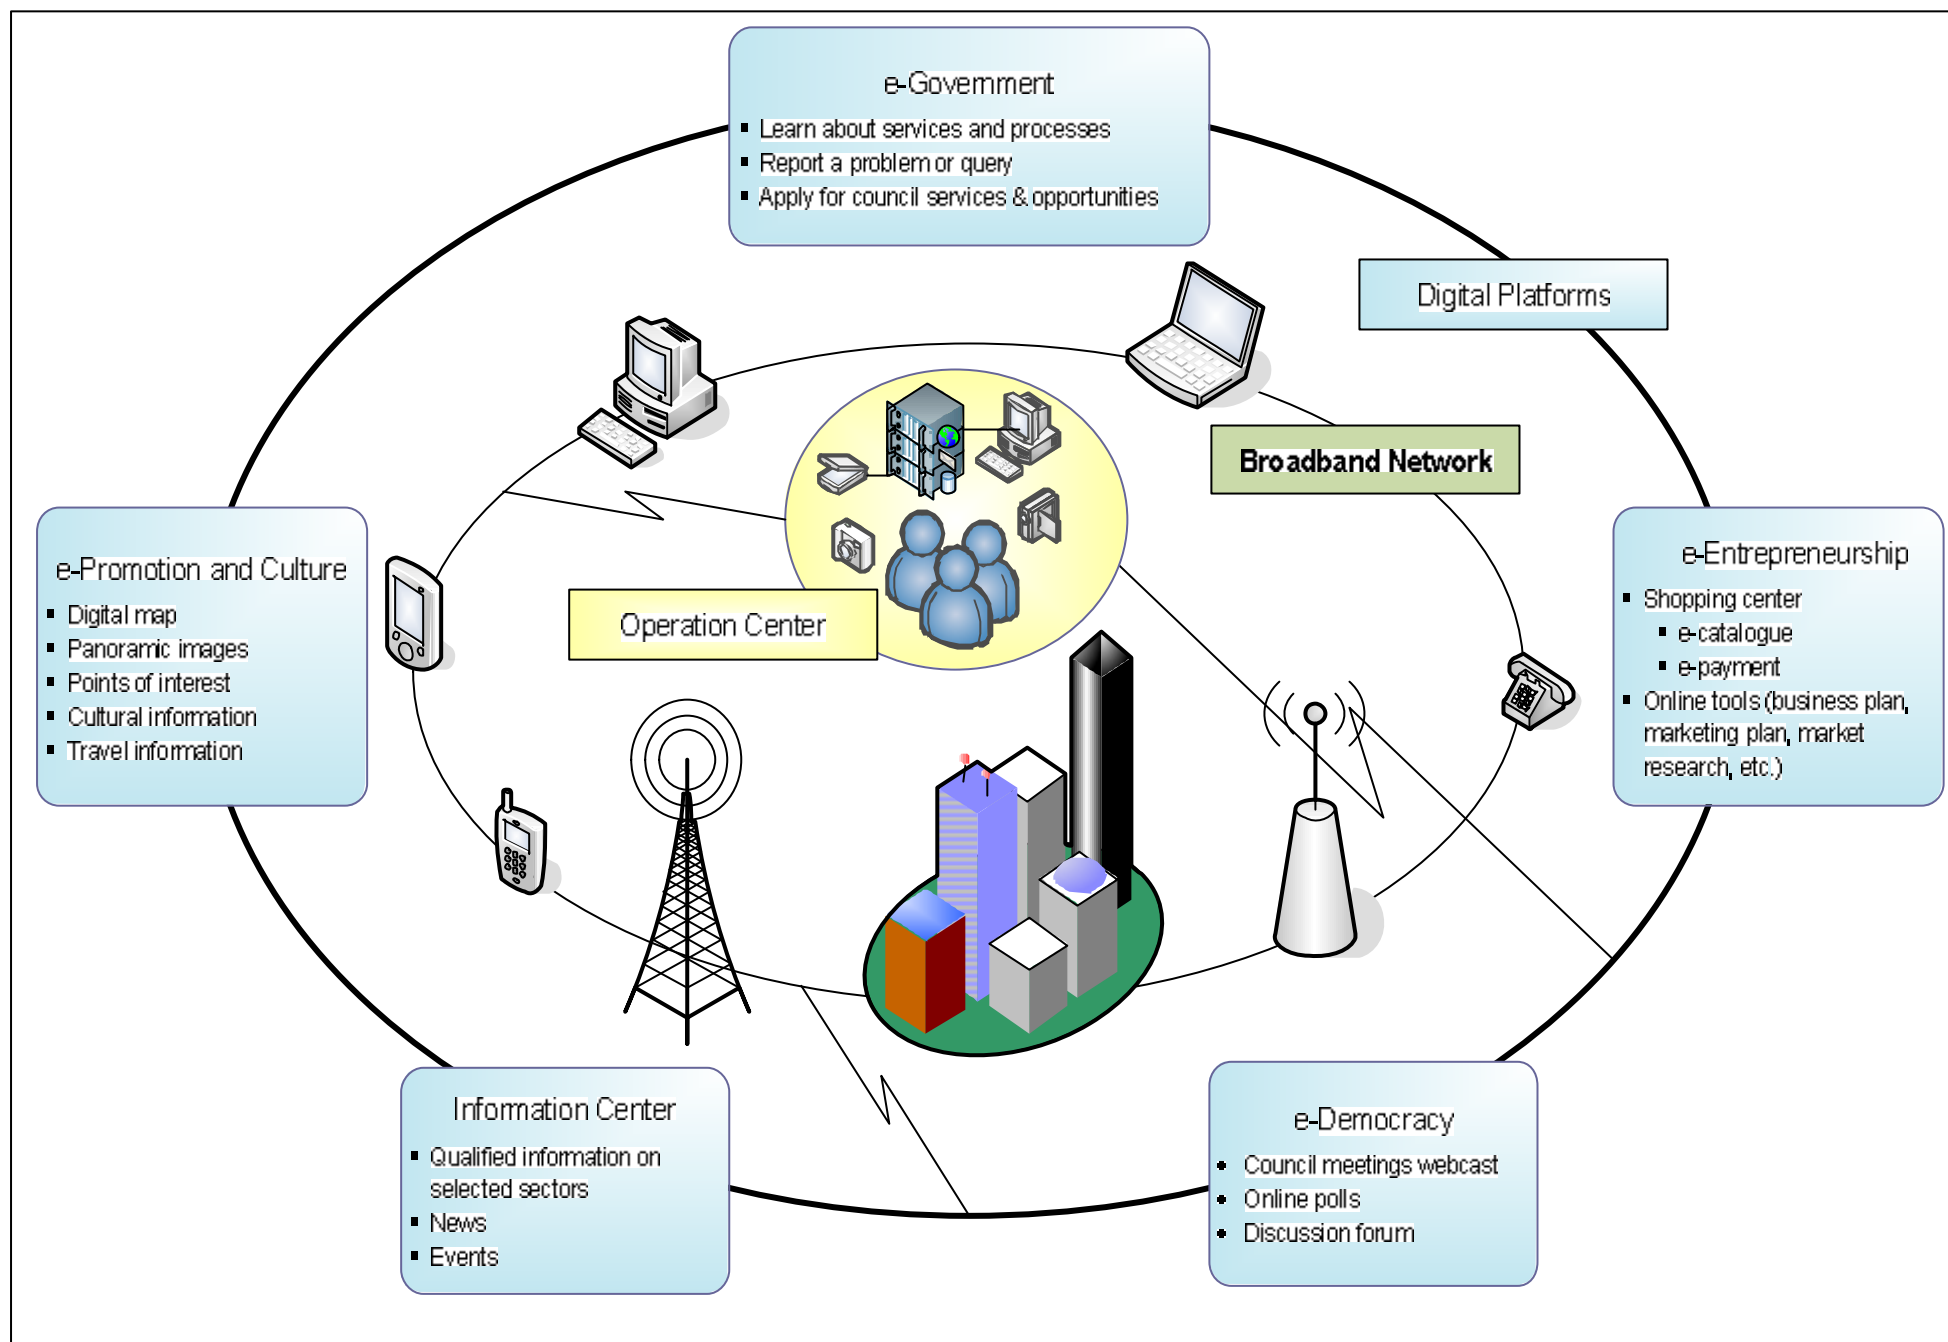 e-Government
▪ Learn about services and processes
▪ Report a problem or query
▪ Apply for council services & opportunities
Digital Platforms
Broadband Network
e-Promotion and Culture
▪ Digital map
▪ Panoramic images
▪ Points of interest
▪ Cultural information
▪ Travel information
Operation Center
e-Entrepreneurship
▪ Shopping center
▪ e-catalogue
▪ e-payment
▪ Online tools (business plan,
marketing plan, market
research, etc.)
Information Center
▪ Qualified information on
selected sectors
▪ News
▪ Events
e-Democracy
• Council meetings webcast
• Online polls
• Discussion forum